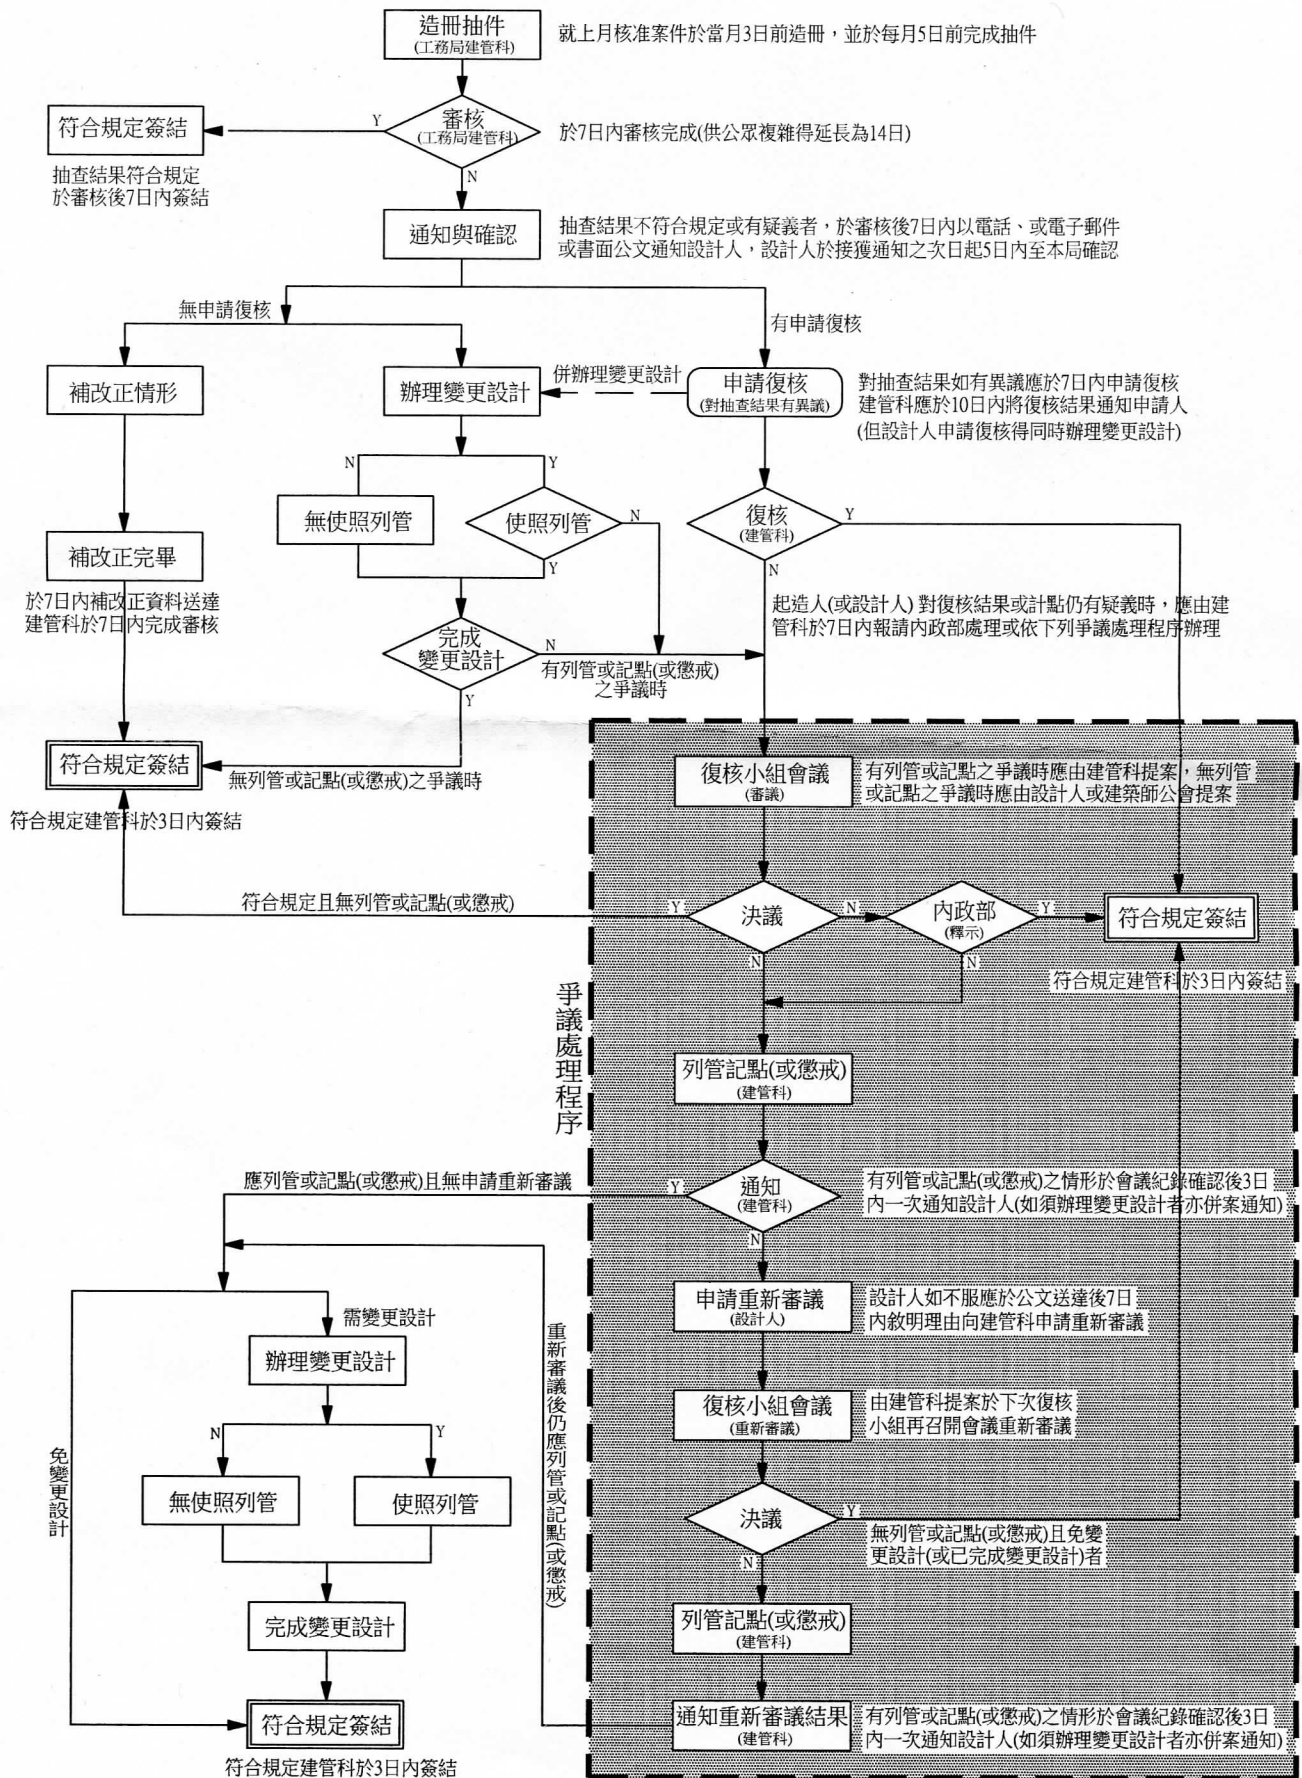 造冊抽件
(工務局建管科)
就上月核准案件於當月3日前造冊，並於每月5日前完成抽件
審核
(工務局建管科)
於7日內審核完成(供公眾複雜得延長為14日)
Y
符合規定簽結
抽查結果符合規定
於審核後7日內簽結
N
通知與確認
抽查結果不符合規定或有疑義者，於審核後7日內以電話、或電子郵件
或書面公文通知設計人，設計人於接獲通知之次日起5日內至本局確認
無申請復核
有申請復核
補改正情形
辦理變更設計
併辦理變更設計
申請復核
(對抽查結果有異議)
對抽查結果如有異議應於7日內申請復核
建管科應於10日內將復核結果通知申請人
(但設計人申請復核得同時辦理變更設計)
N
Y
無使照列管
使照列管
N
復核
(建管科)
Y
補改正完畢
Y
N
於7日內補改正資料送達
建管科於7日內完成審核
起造人(或設計人) 對復核結果或計點仍有疑義時，應由建
管科於7日內報請內政部處理或依下列爭議處理程序辦理
完成
變更設計
N
有列管或記點(或懲戒)
之爭議時
Y
符合規定簽結
無列管或記點(或懲戒)之爭議時
符合規定建管科於3日內簽結
復核小組會議
(審議)
有列管或記點之爭議時應由建管科提案，無列管
或記點之爭議時應由設計人或建築師公會提案
符合規定且無列管或記點(或懲戒)
Y
決議
N
內政部
(釋示)
Y
符合規定簽結
N
N
符合規定建管科於3日內簽結
爭議處理程序
列管記點(或懲戒)
(建管科)
應列管或記點(或懲戒)且無申請重新審議
Y
通知
(建管科)
有列管或記點(或懲戒)之情形於會議紀錄確認後3日
內一次通知設計人(如須辦理變更設計者亦併案通知)
N
申請重新審議
(設計人)
設計人如不服應於公文送達後7日
內敘明理由向建管科申請重新審議
需變更設計
辦理變更設計
重新審議後仍應列管或記點(或懲戒)
復核小組會議
(重新審議)
由建管科提案於下次復核
小組再召開會議重新審議
N
Y
免變更設計
無使照列管
使照列管
決議
Y
無列管或記點(或懲戒)且免變
更設計(或已完成變更設計)者
N
完成變更設計
列管記點(或懲戒)
(建管科)
符合規定簽結
符合規定建管科於3日內簽結
通知重新審議結果
(建管科)
有列管或記點(或懲戒)之情形於會議紀錄確認後3日
內一次通知設計人(如須辦理變更設計者亦併案通知)